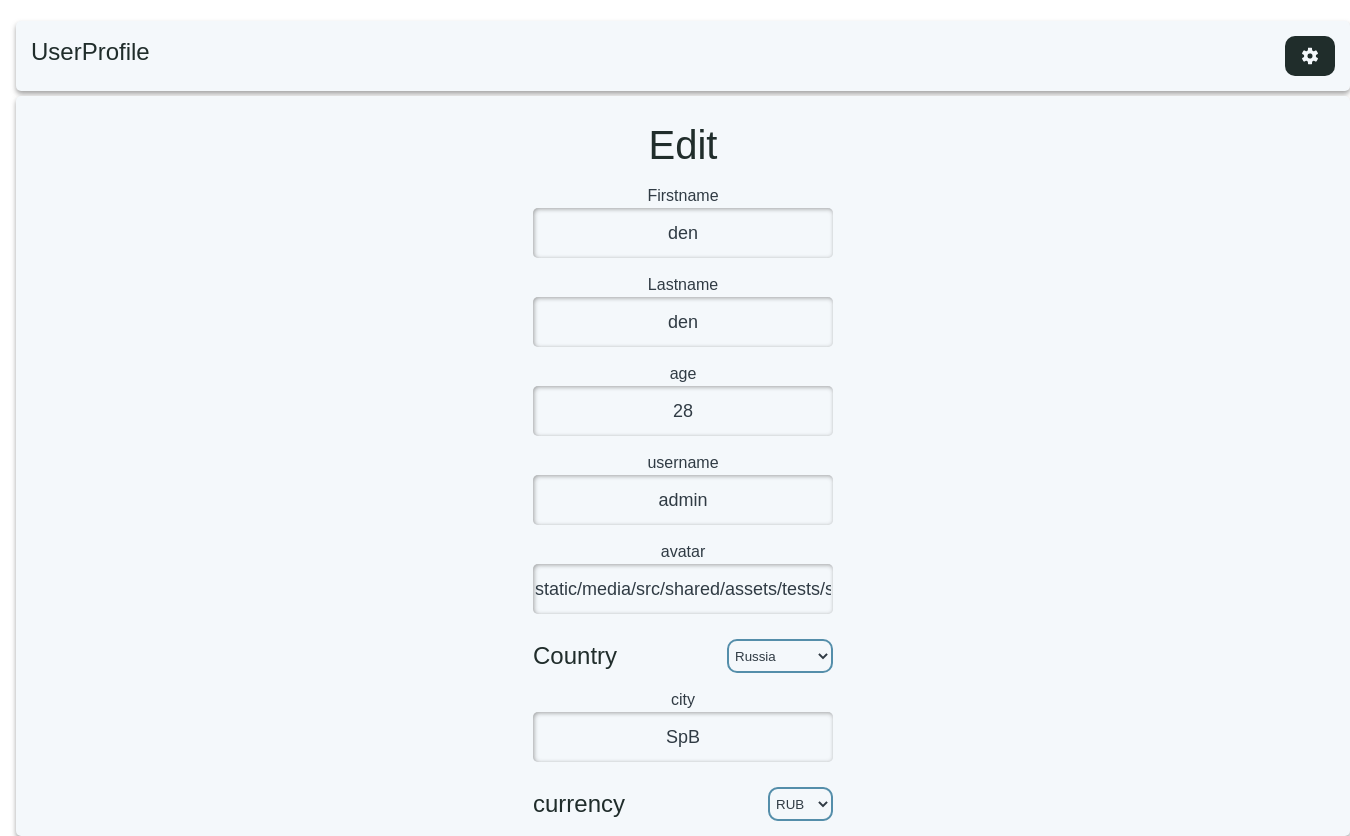 UserProfile
Edit
Firstname
den
Lastname
den
age
28
username
admin
avatar
static/media/src/shared/assets/tests/s
Country
Russia
city
SpB
currency
RUB